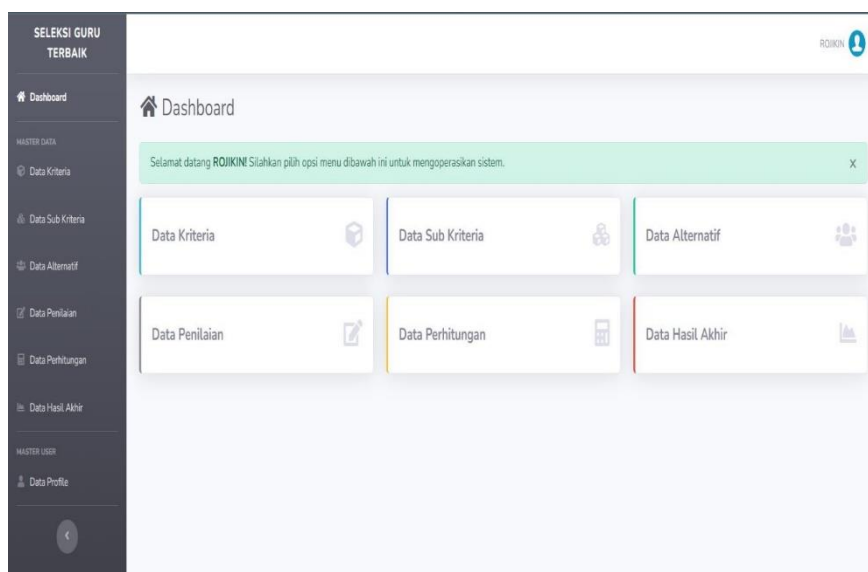 SELEKSI GURU
TERBAIK
Dashboard
MASTER DATA
Data Kriteria
Data Sub Kriteria
Data Alternatif
Data Penilaian
Data Perhitungan
Data Hasil Akhir
MASTER USER
Data Profile
ROJIKIN
Dashboard
Selamat datang ROJIKIN! Silahkan pilih opsi menu dibawah ini untuk mengoperasikan sistem.
Data Kriteria
Data Sub Kriteria
Data Alternatif
Data Penilaian
Data Perhitungan
Data Hasil Akhir